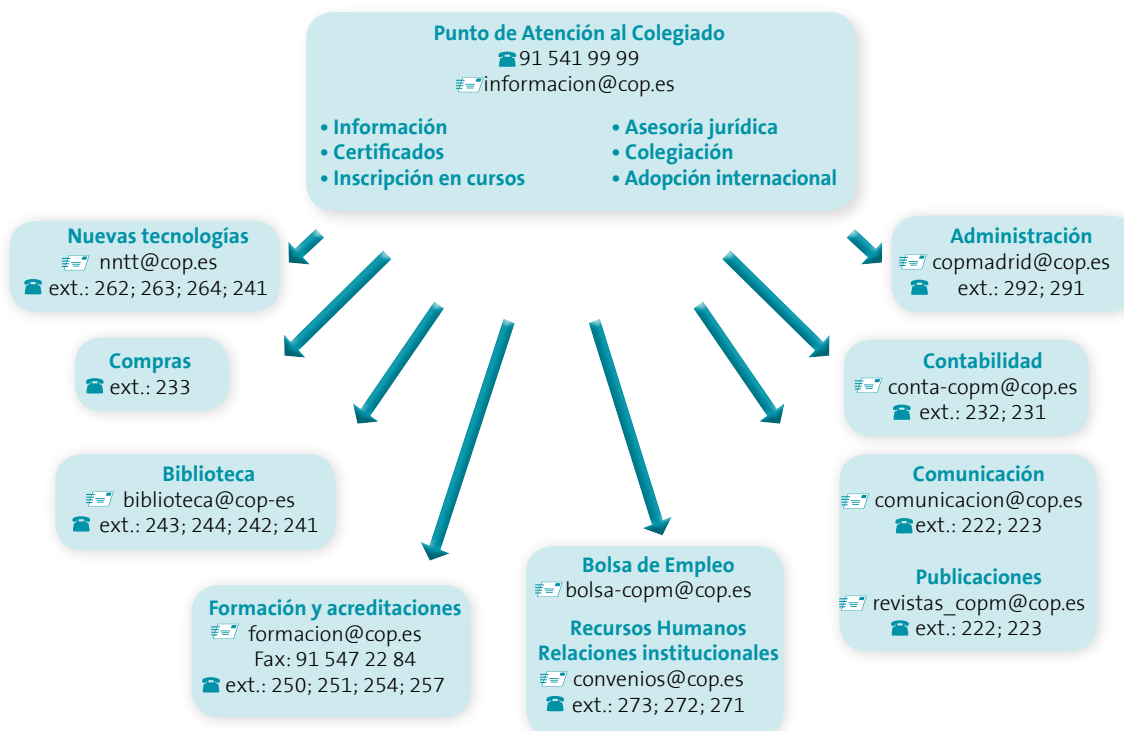 Punto de Atención al Colegiado
91 541 99 99
informacion@cop.es
• Información
• Certificados
• Inscripción en cursos
• Asesoría jurídica
• Colegiación
• Adopción internacional
Nuevas tecnologías
nntt@cop.es
ext.: 262; 263; 264; 241
Administración
copmadrid@cop.es
ext.: 292; 291
Compras
ext.: 233
Contabilidad
conta-copm@cop.es
ext.: 232; 231
Biblioteca
biblioteca@cop-es
ext.: 243; 244; 242; 241
Comunicación
comunicacion@cop.es
ext.: 222; 223
Publicaciones
revistas_copm@cop.es
ext.: 222; 223
Formación y acreditaciones
formacion@cop.es
Fax: 91 547 22 84
ext.: 250; 251; 254; 257
Bolsa de Empleo
bolsa-copm@cop.es
Recursos Humanos
Relaciones institucionales
convenios@cop.es
ext.: 273; 272; 271